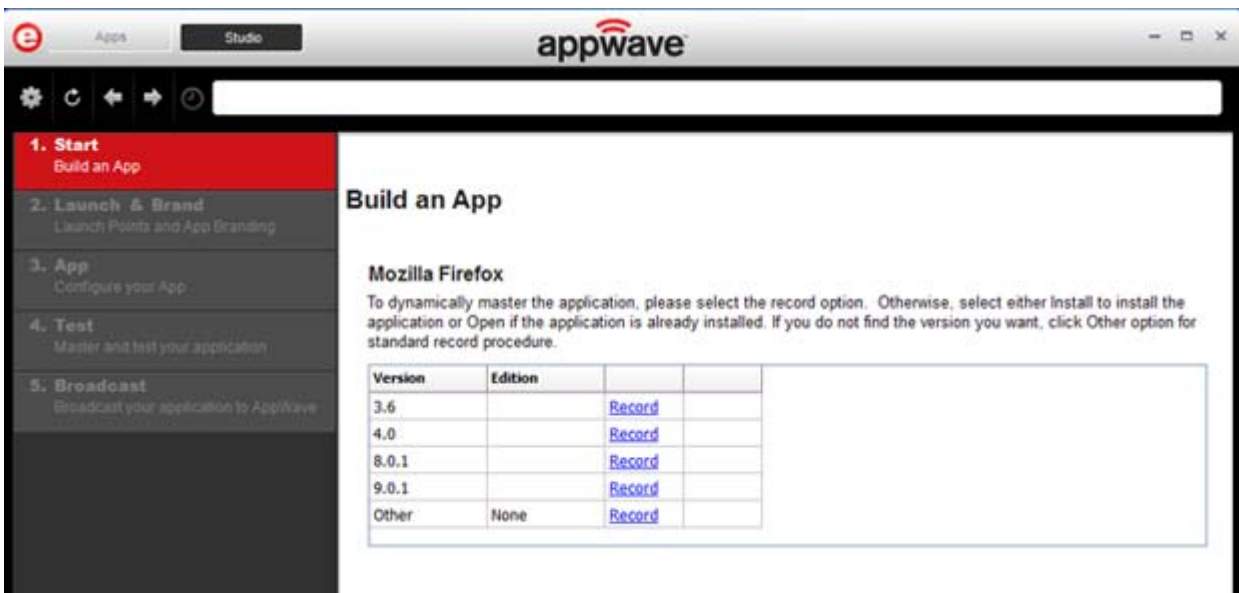 e Apps Studio appwave
1. Start
Build an App
2. Launch & Brand
Launch Points and App Branding
3. App
Configure your App
4. Test
Master and test your application
5. Broadcast
Broadcast your application to AppWave
Build an App
Mozilla Firefox
To dynamically master the application, please select the record option. Otherwise, select either Install to install the
application or Open if the application is already installed. If you do not find the version you want, click Other option for
standard record procedure.
Version Edition
3.6 Record
4.0 Record
8.0.1 Record
9.0.1 Record
Other None Record